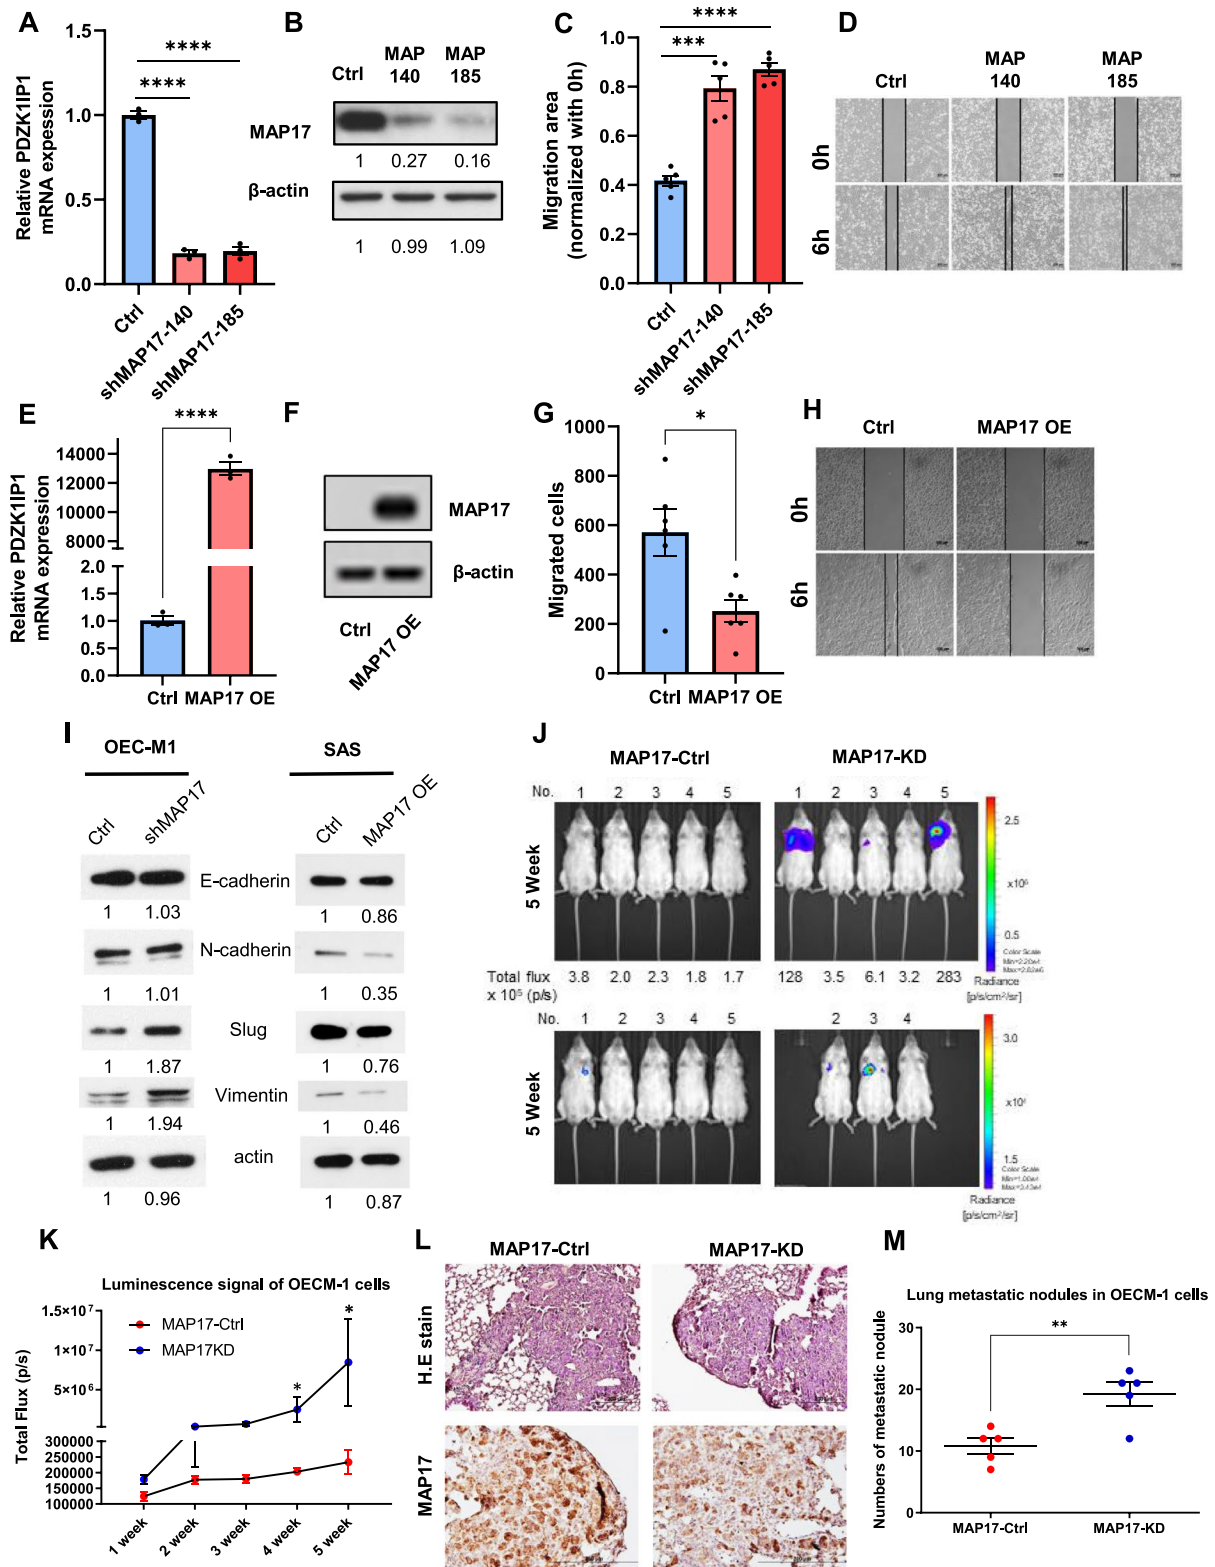 A
Relative PDZK1IP1
mRNA expession
1.5
1.0
0.5
0.0
****
****
Ctrl
shMAP17-140
shMAP17-185
B
Ctrl
MAP
140
MAP
185
MAP17
1 0.27 0.16
β-actin
1 0.99 1.09
C
Migration area
(normalized with 0h)
1.0
0.8
0.6
0.4
0.2
0.0
****
***
Ctrl
shMAP17-140
shMAP17-185
D
Ctrl
MAP
140
MAP
185
0h
6h
E
Relative PDZK1IP1
mRNA expression
14000
13000
12000
11000
10000
8000
2.0
1.5
1.0
0.5
0.0
****
Ctrl MAP17 OE
F
MAP17
β-actin
Ctrl
MAP17 OE
G
Migrated cells
1000
800
600
400
200
0
*
Ctrl MAP17 OE
H
Ctrl MAP17 OE
0h
6h
I
OEC-M1 SAS
Ctrl shMAP17 Ctrl MAP17 OE
E-cadherin
1 1.03 1 0.86
N-cadherin
1 1.01 1 0.35
Slug
1 1.87 1 0.76
Vimentin
1 1.94 1 0.46
actin
1 0.96 1 0.87
J
MAP17-Ctrl MAP17-KD
No. 1 2 3 4 5 1 2 3 4 5
5 Week
2.5
x10⁶
0.5
Color Scale
Min=2.20e4
Max=2.82e6
Total flux 3.8 2.0 2.3 1.8 1.7 128 3.5 6.1 3.2 283
x 10⁵ (p/s)
Radiance
[p/s/cm²/sr]
No. 1 2 3 4 5 2 3 4
5 Week
3.0
x10⁴
1.5
Color Scale
Radiance
[p/s/cm²/sr]
K
Luminescence signal of OECM-1 cells
Total Flux (p/s)
1.5×10⁷
1×10⁷
5×10⁶
300000
250000
200000
150000
100000
MAP17-Ctrl
MAP17KD
*
*
1 week
2 week
3 week
4 week
5 week
L
MAP17-Ctrl MAP17-KD
H.E stain
MAP17
M
Lung metastatic nodules in OECM-1 cells
Numbers of metastatic nodule
30
20
10
0
**
MAP17-Ctrl MAP17-KD